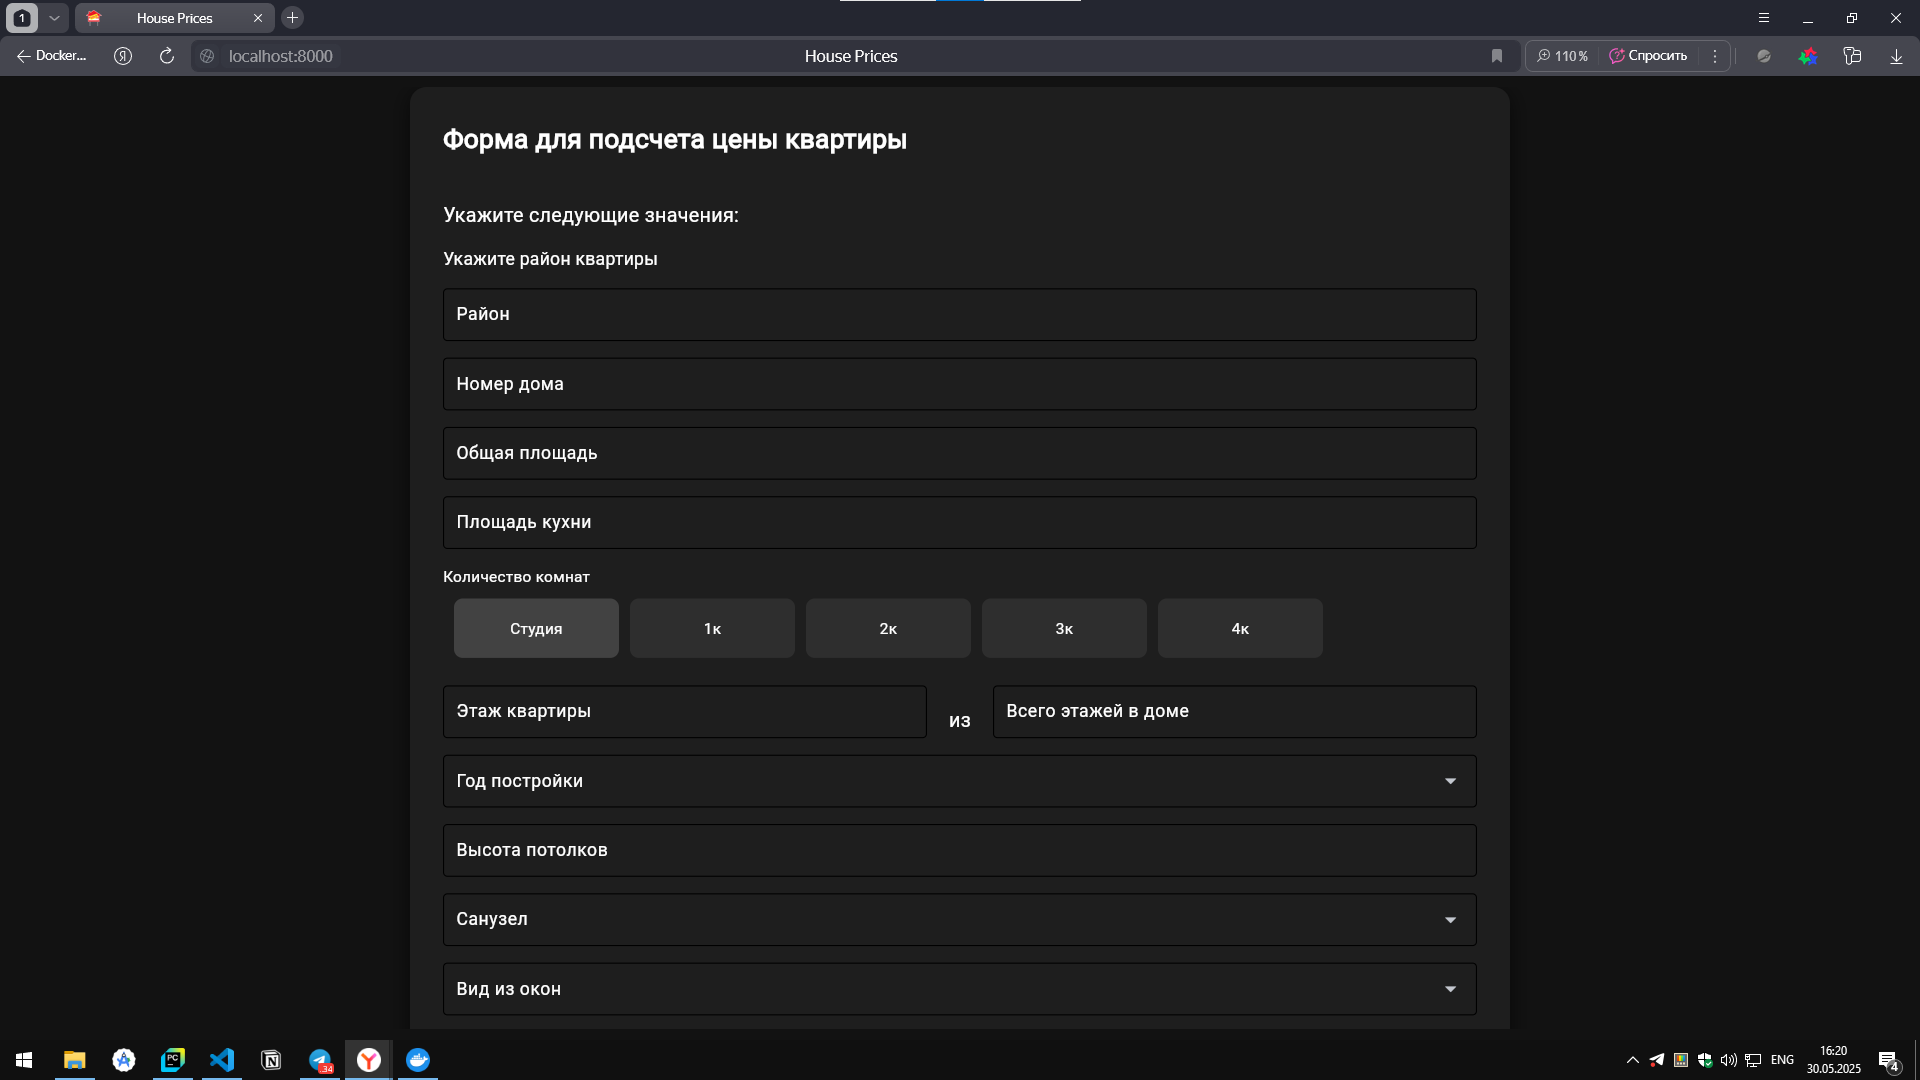 1
House Prices
Docker...
localhost:8000
House Prices
110 %
Спросить
Форма для подсчета цены квартиры
Укажите следующие значения:
Укажите район квартиры
Район
Номер дома
Общая площадь
Площадь кухни
Количество комнат
Студия
1к
2к
3к
4к
Этаж квартиры
из
Всего этажей в доме
Год постройки
Высота потолков
Санузел
Вид из окон
PC
34
ENG
16:20
30.05.2025
4